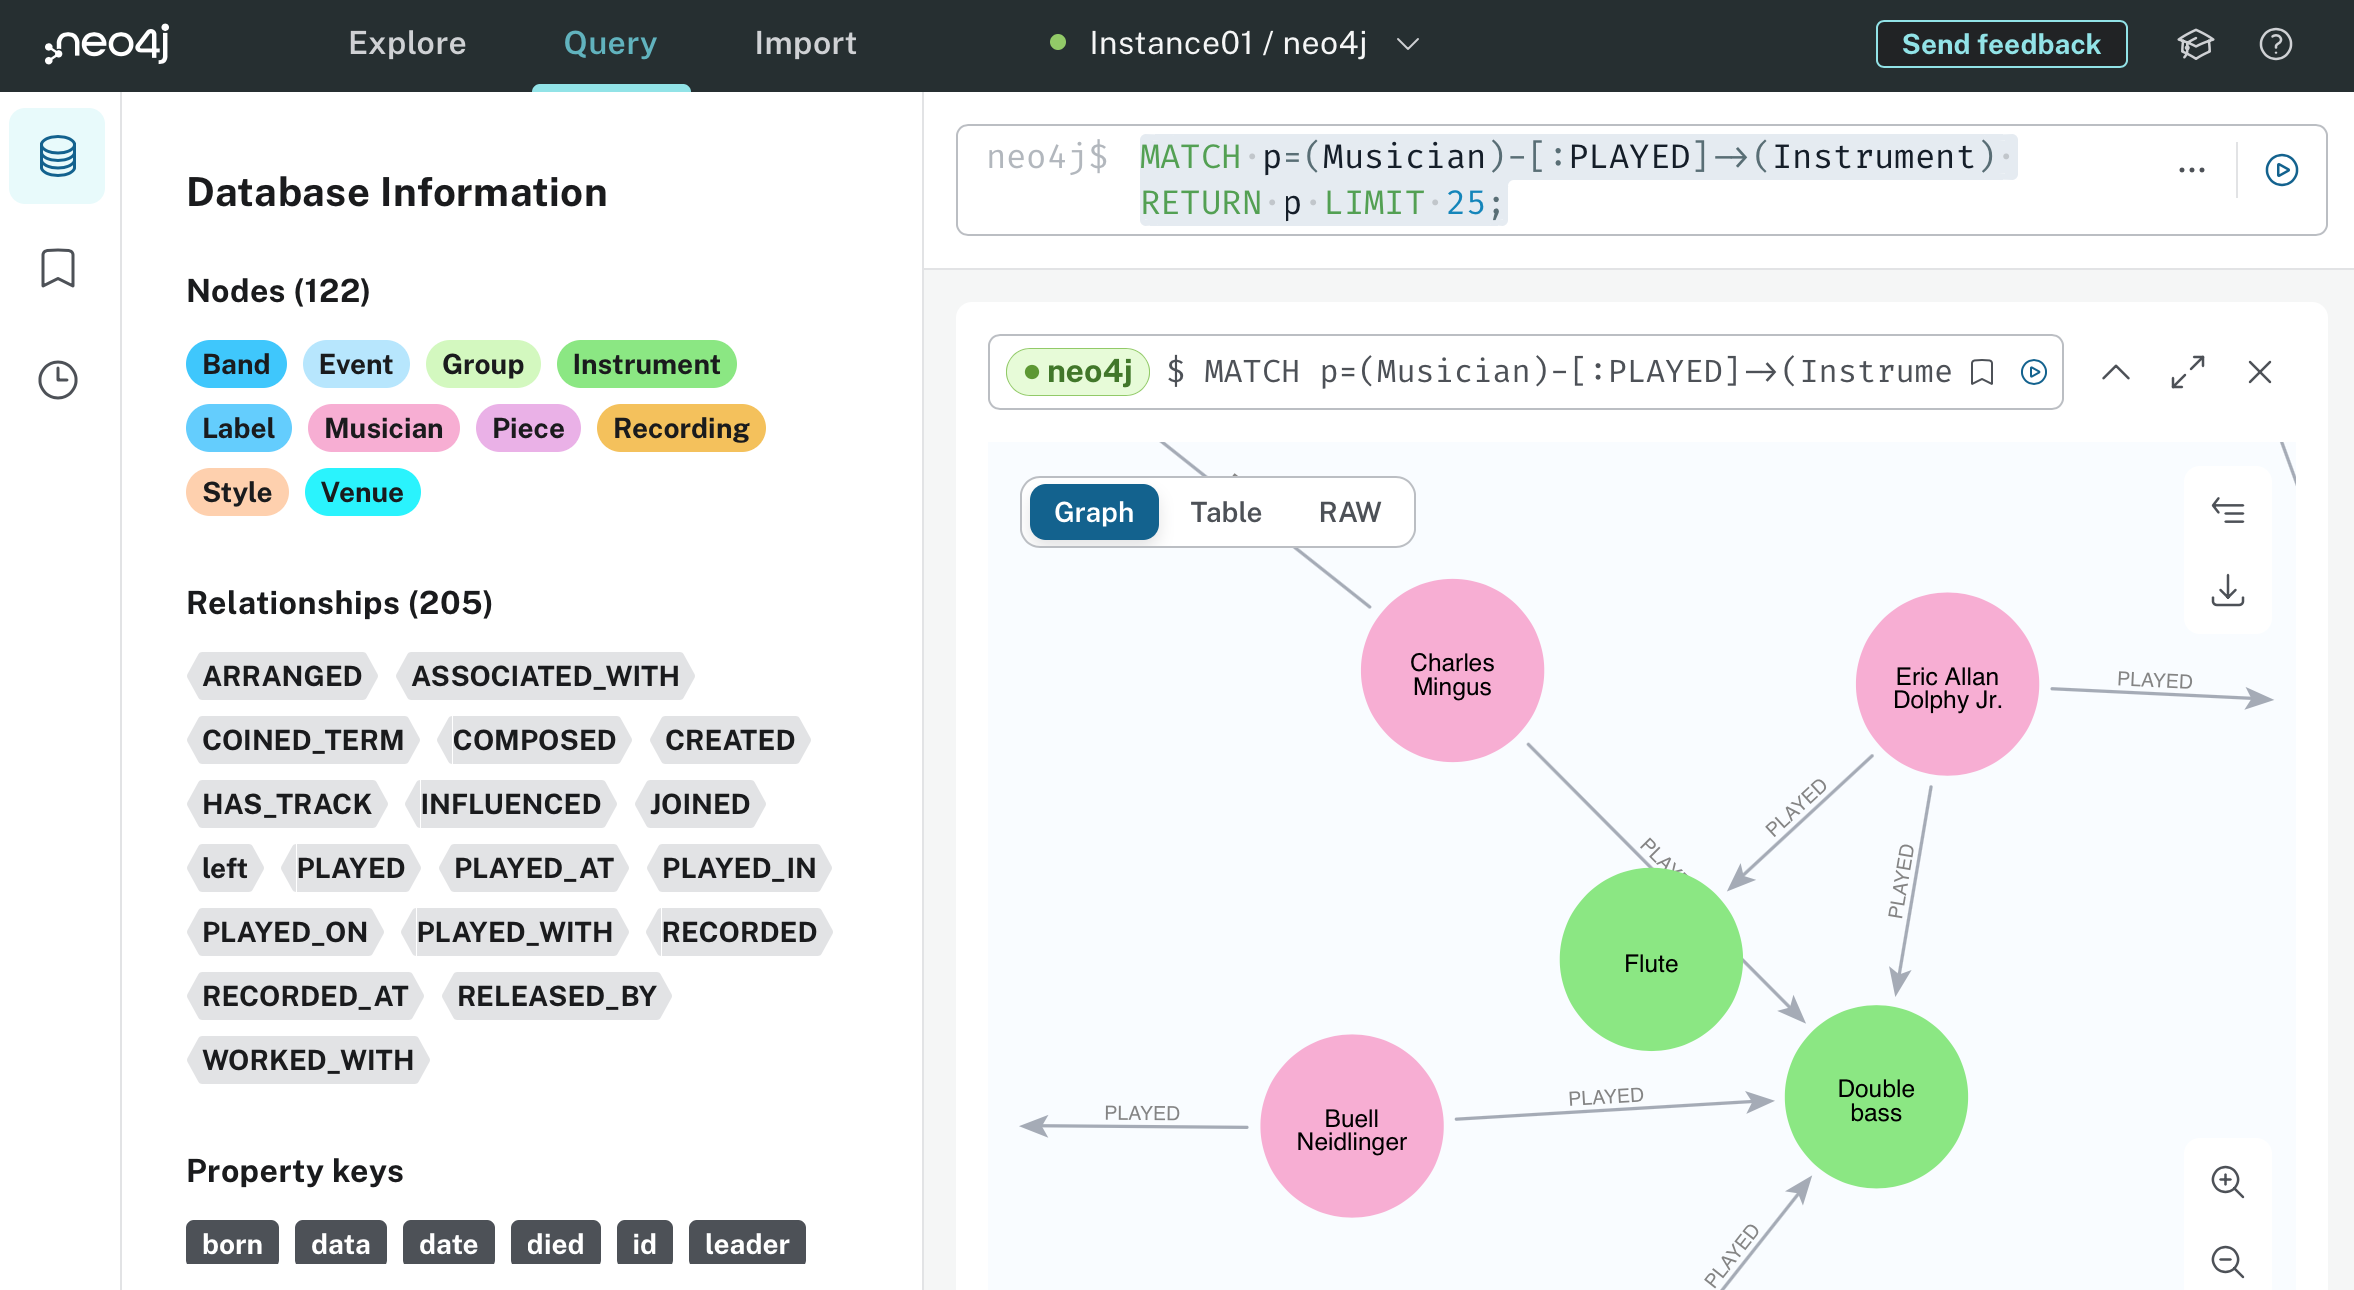 neo4j Explore Query Import Instance01 / neo4j Send feedback
Database Information
Nodes (122)
Band Event Group Instrument
Label Musician Piece Recording
Style Venue
Relationships (205)
ARRANGED ASSOCIATED_WITH
COINED_TERM COMPOSED CREATED
HAS_TRACK INFLUENCED JOINED
left PLAYED PLAYED_AT PLAYED_IN
PLAYED_ON PLAYED_WITH RECORDED
RECORDED_AT RELEASED_BY
WORKED_WITH
Property keys
born data date died id leader
neo4j$ MATCH p=(Musician)-[:PLAYED]->(Instrument)
RETURN p LIMIT 25;
neo4j $ MATCH p=(Musician)-[:PLAYED]->(Instrume
Graph Table RAW
Charles
Mingus
Eric Allan
Dolphy Jr.
PLAYED
PLAYED
PLAYED
Flute
Buell
Neidlinger
PLAYED
PLAYED
Double
bass
PLAYED